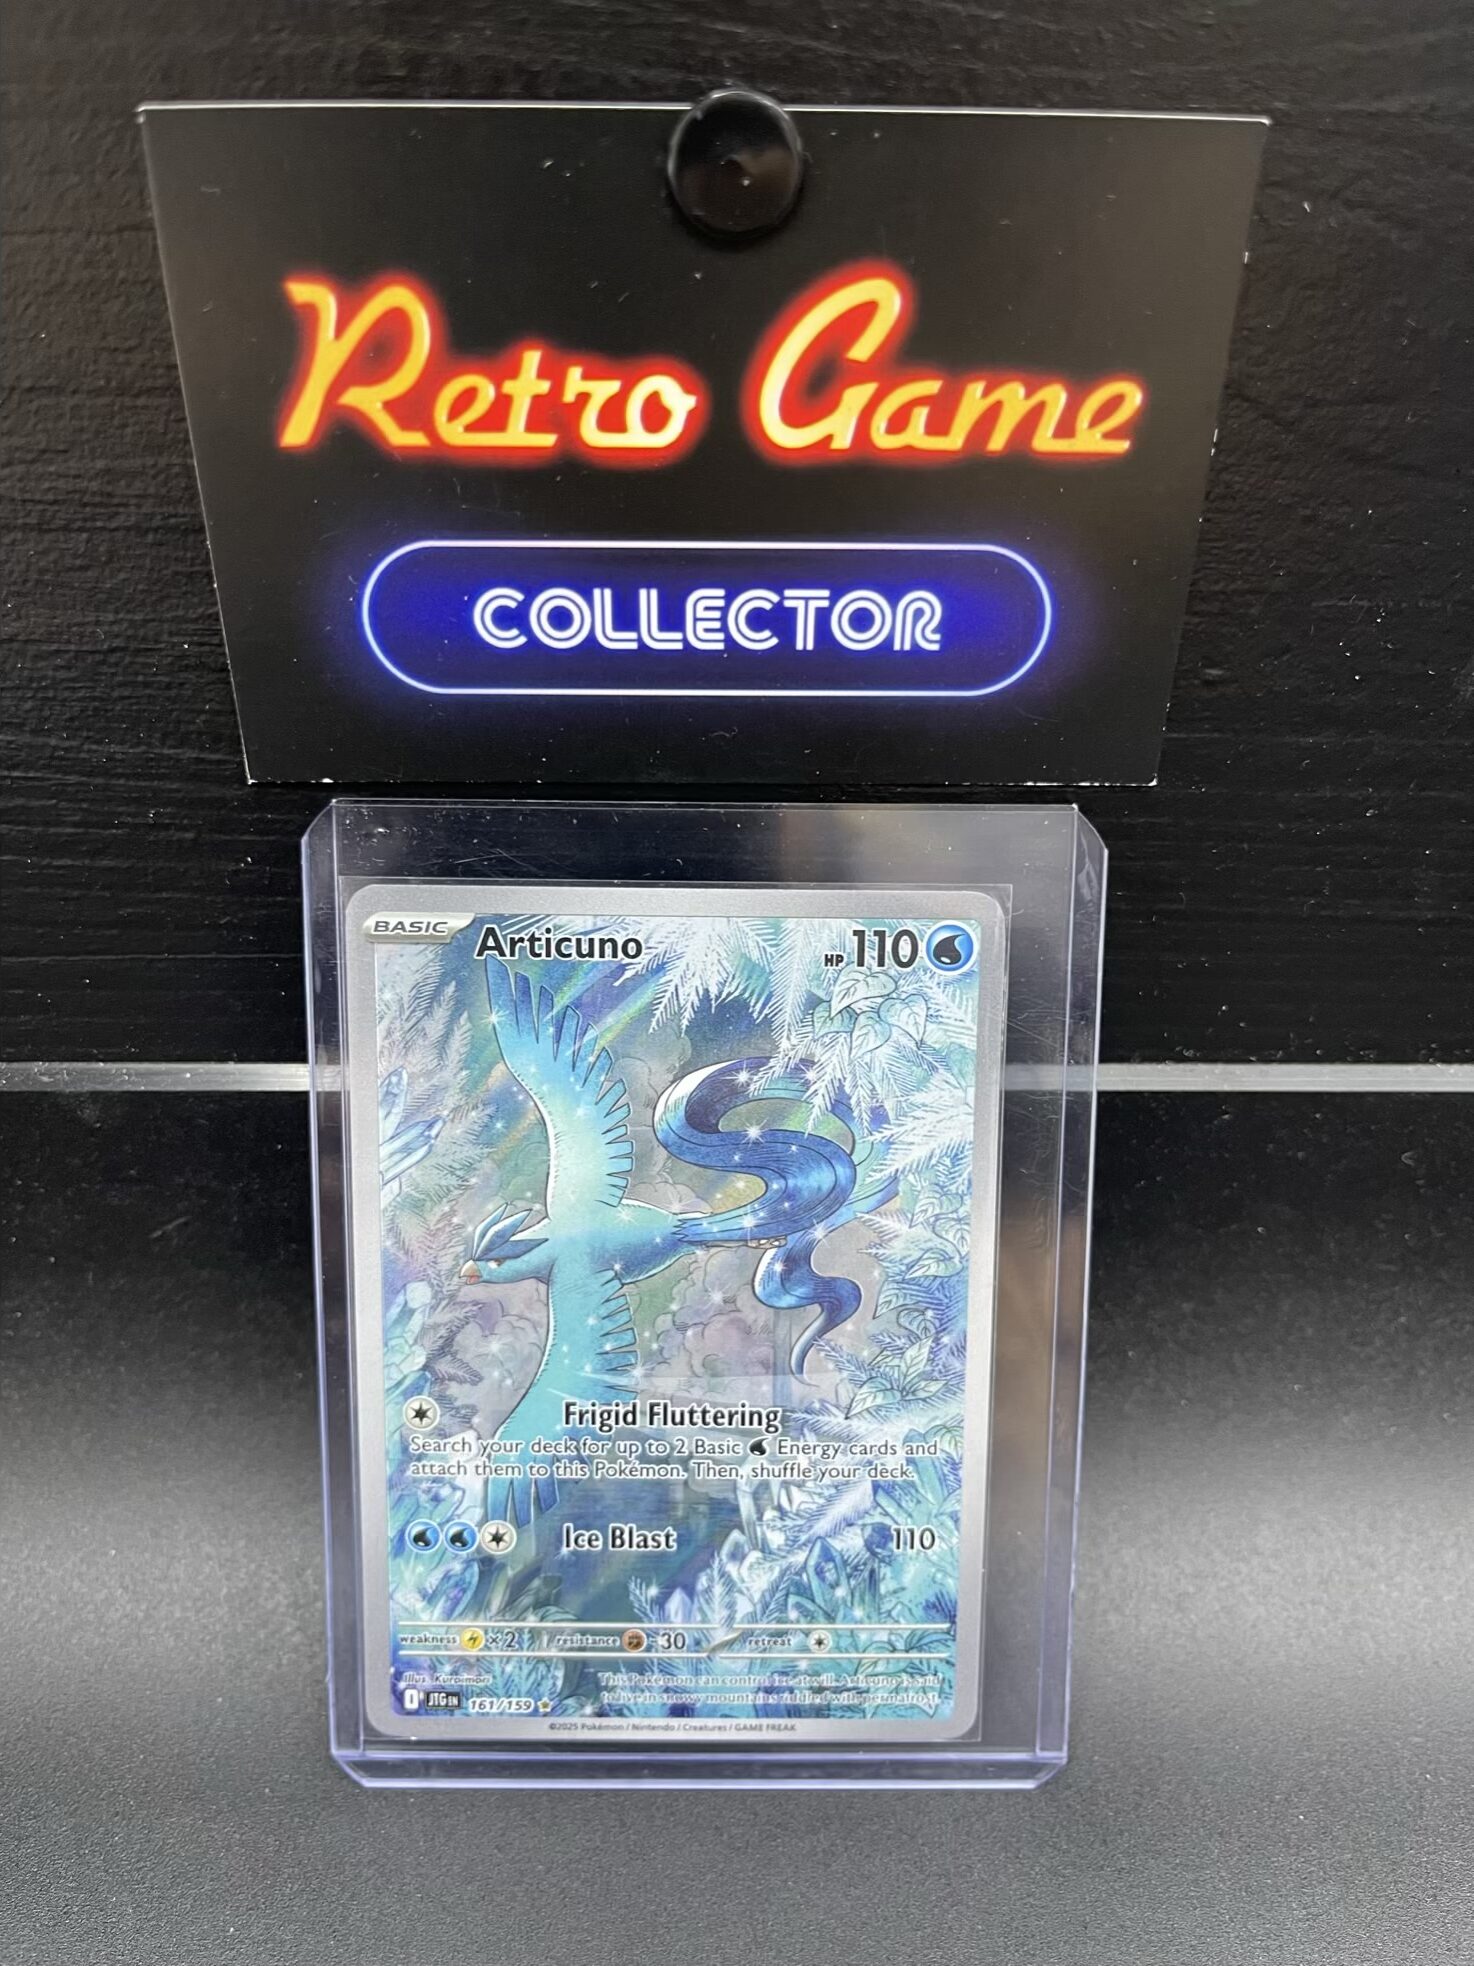 Retro Game
COLLECTOR
BASIC Articuno HP 110
Frigid Fluttering
Search your deck for up to 2 Basic Energy cards and
attach them to this Pokémon. Then, shuffle your deck.
Ice Blast 110
weakness ×2 resistance -30 retreat
Illus. Kuroimori
This Pokémon can control ice at will. Articuno is said
to live in snowy mountains riddled with permafrost.
JTG EN 161/159
©2025 Pokémon / Nintendo / Creatures / GAME FREAK